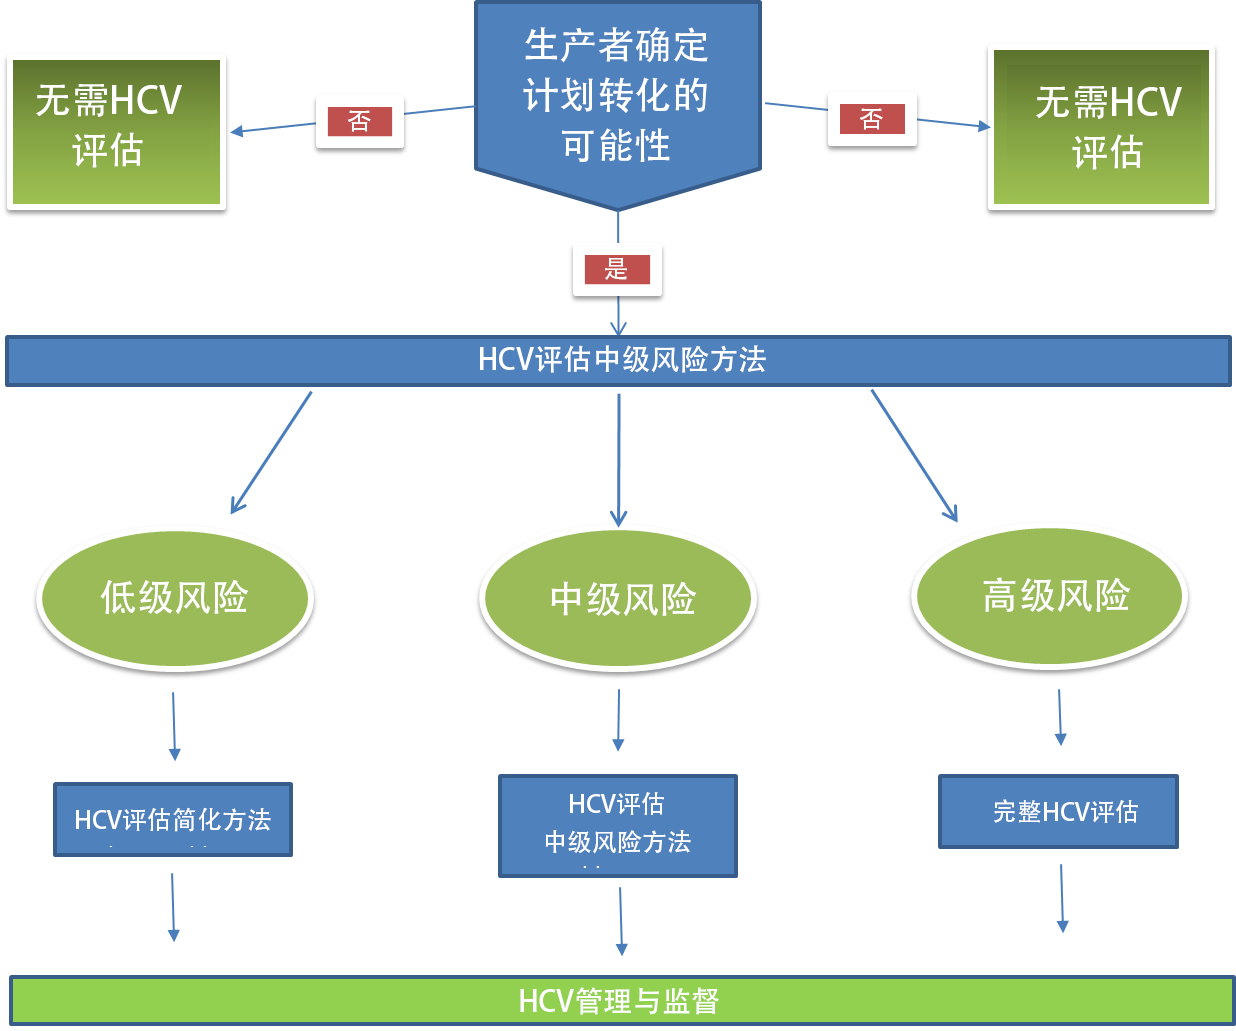 生产者确定
计划转化的
可能性
无需HCV
评估
否
否
无需HCV
评估
是
HCV评估中级风险方法
低级风险
中级风险
高级风险
HCV评估简化方法
HCV评估
中级风险方法
完整HCV评估
HCV管理与监督